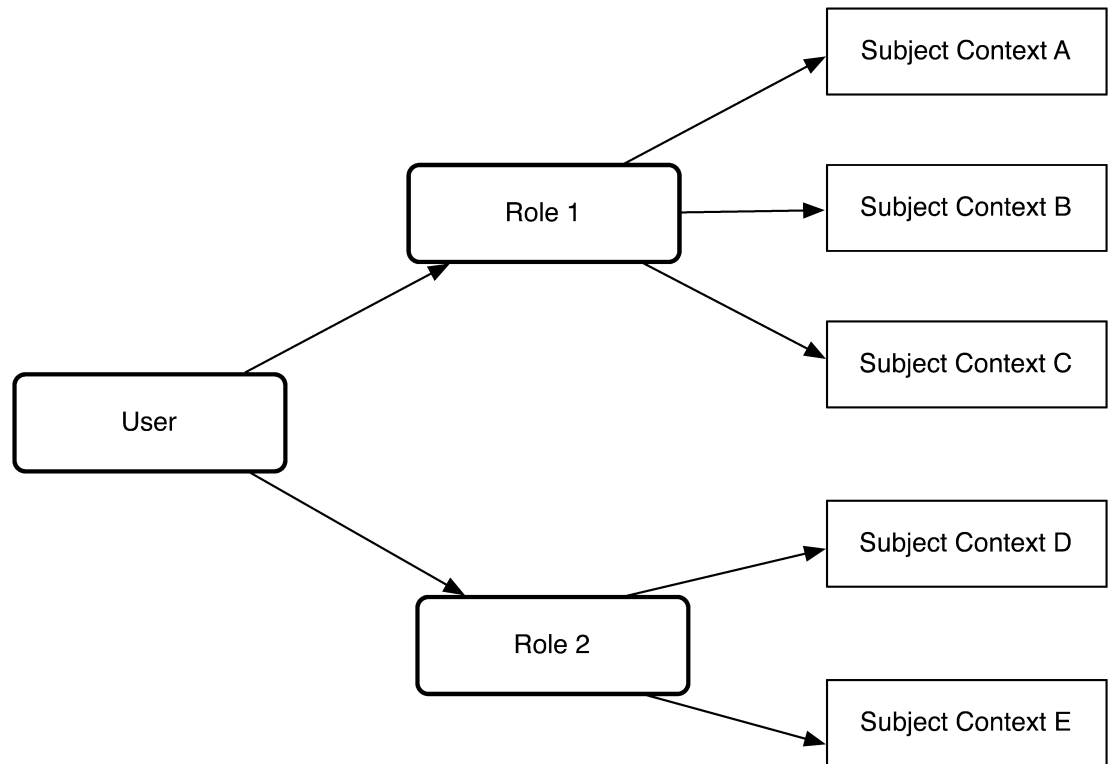 Subject Context A
Role 1
Subject Context B
Subject Context C
User
Subject Context D
Role 2
Subject Context E